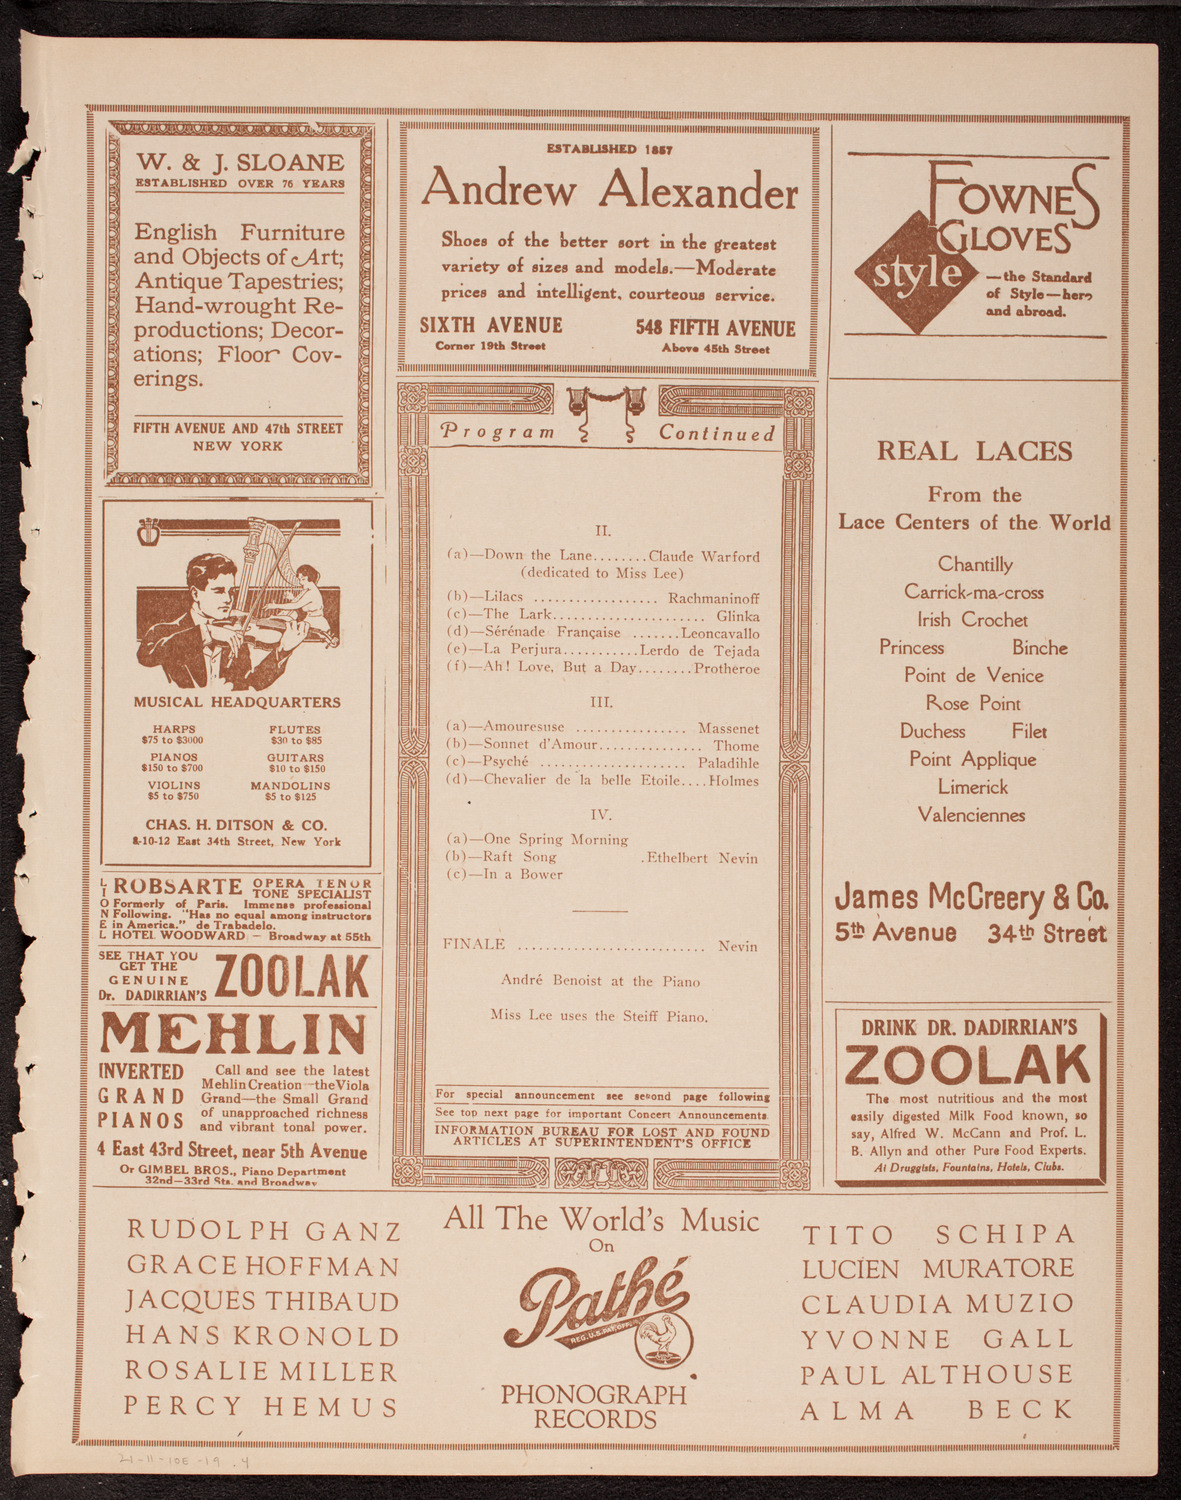 W. & J. SLOANE
ESTABLISHED OVER 76 YEARS
English Furniture
and Objects of Art;
Antique Tapestries;
Hand-wrought Re-
productions; Decor-
ations; Floor Cov-
erings.
FIFTH AVENUE AND 47th STREET
NEW YORK
ESTABLISHED 1857
Andrew Alexander
Shoes of the better sort in the greatest
variety of sizes and models.—Moderate
prices and intelligent, courteous service.
SIXTH AVENUE
Corner 19th Street
548 FIFTH AVENUE
Above 45th Street
FOWNES
GLOVES
style
—the Standard
of Style—here
and abroad.
MUSICAL HEADQUARTERS
HARPS
$75 to $3000
PIANOS
$150 to $700
VIOLINS
$5 to $750
FLUTES
$30 to $85
GUITARS
$10 to $150
MANDOLINS
$5 to $125
CHAS. H. DITSON & CO.
8-10-12 East 34th Street, New York
LIONEL ROBSARTE OPERA TENOR
TONE SPECIALIST
Formerly of Paris. Immense professional
Following. "Has no equal among instructors
in America." de Trabadelo.
HOTEL WOODWARD — Broadway at 55th
SEE THAT YOU
GET THE
GENUINE
Dr. DADIRRIAN'S
ZOOLAK
MEHLIN
INVERTED
GRAND
PIANOS
Call and see the latest
Mehlin Creation—the Viola
Grand—the Small Grand
of unapproached richness
and vibrant tonal power.
4 East 43rd Street, near 5th Avenue
Or GIMBEL BROS., Piano Department
32nd—33rd Sts. and Broadway
Program Continued
II.
(a)—Down the Lane........Claude Warford
(dedicated to Miss Lee)
(b)—Lilacs .................. Rachmaninoff
(c)—The Lark...................... Glinka
(d)—Sérénade Française .......Leoncavallo
(e)—La Perjura...........Lerdo de Tejada
(f)—Ah! Love, But a Day........Protheroe
III.
(a)—Amouresuse ................ Massenet
(b)—Sonnet d'Amour............... Thome
(c)—Psyché ..................... Paladihle
(d)—Chevalier de la belle Etoile....Holmes
IV.
(a)—One Spring Morning
(b)—Raft Song .Ethelbert Nevin
(c)—In a Bower
FINALE ........................... Nevin
André Benoist at the Piano
Miss Lee uses the Steiff Piano.
For special announcement see second page following
See top next page for important Concert Announcements.
INFORMATION BUREAU FOR LOST AND FOUND
ARTICLES AT SUPERINTENDENT'S OFFICE
REAL LACES
From the
Lace Centers of the World
Chantilly
Carrick-ma-cross
Irish Crochet
Princess Binche
Point de Venice
Rose Point
Duchess Filet
Point Applique
Limerick
Valenciennes
James McCreery & Co.
5th Avenue 34th Street
DRINK DR. DADIRRIAN'S
ZOOLAK
The most nutritious and the most
easily digested Milk Food known, so
say, Alfred W. McCann and Prof. L.
B. Allyn and other Pure Food Experts.
At Druggists, Fountains, Hotels, Clubs.
RUDOLPH GANZ
GRACE HOFFMAN
JACQUES THIBAUD
HANS KRONOLD
ROSALIE MILLER
PERCY HEMUS
All The World's Music
On
Pathé
REG. U.S. PAT. OFF.
PHONOGRAPH
RECORDS
TITO SCHIPA
LUCIEN MURATORE
CLAUDIA MUZIO
YVONNE GALL
PAUL ALTHOUSE
ALMA BECK
21-11-10E-19 . 4